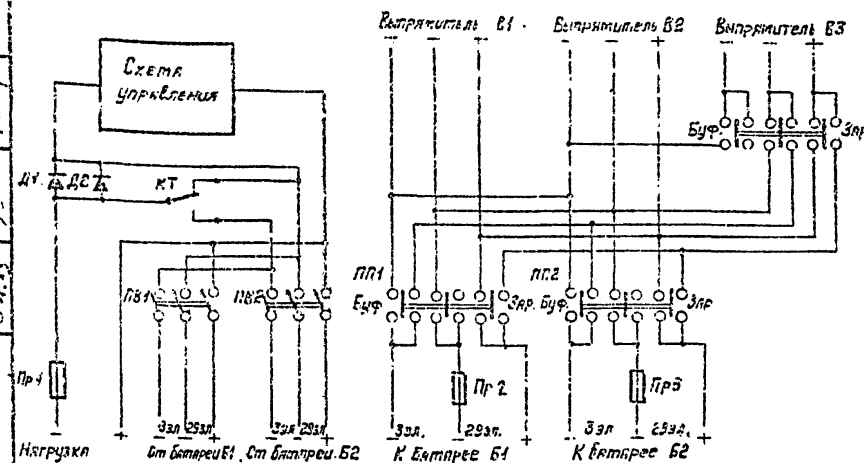 Выпрямитель В1 Выпрямитель В2 Выпрямитель В3
− − + − − + − − +
Схема
управления
Буф. Зар
Д1 Д2 КТ
ПП1 ПП2
ПВ1 ПВ2 Буф Зар. Буф Зар
Пр1 Пр2 Пр3
3эл. 29эл. 3эл. 29эл. 3эл. 29эл. 3эл. 29эл.
− + − − + − − + − − + − − +
Нагрузка От батареи Б1 От батареи Б2 К батарее Б1 К батарее Б2